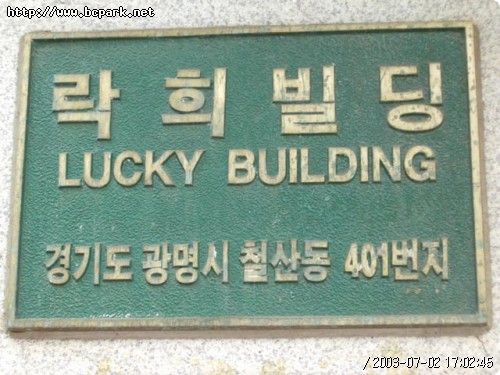 http://www.bcpark.net
락희빌딩
LUCKY BUILDING
경기도 광명시 철산동 401번지
/2003-07-02 17:02:45